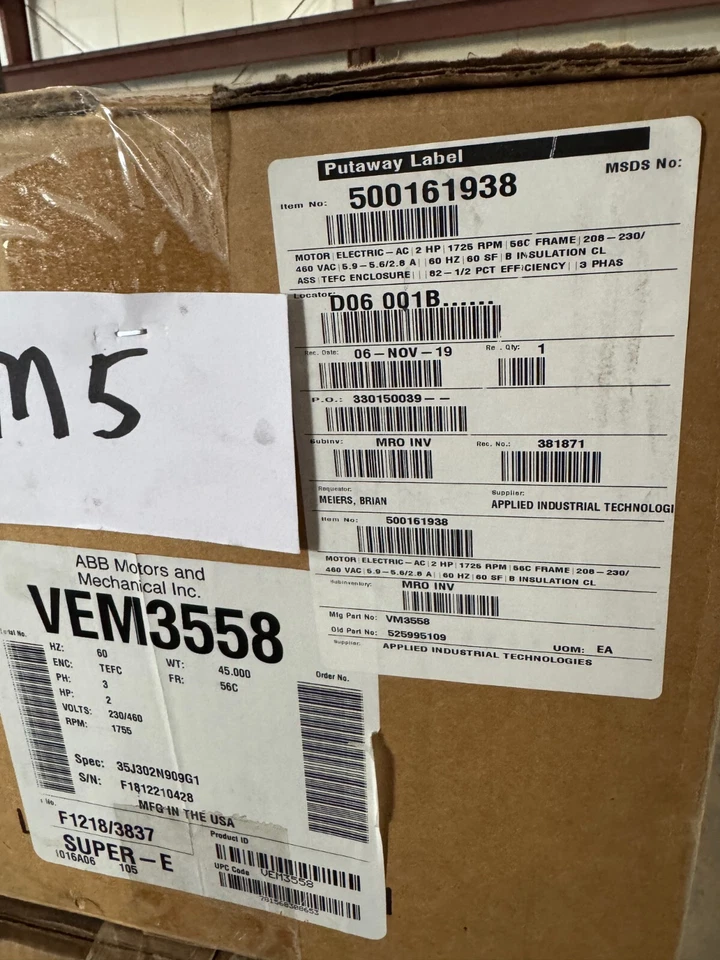 Putaway Label
MSDS No:
Item No: 500161938
MOTOR|ELECTRIC-AC|2 HP|1725 RPM|56C FRAME|208-230/
460 VAC|5.9-5.6/2.8 A||60 HZ|60 SF|B INSULATION CL
ASS|TEFC ENCLOSURE|||82-1/2 PCT EFFICIENCY||3 PHAS
Locator: D06 001B......
Rec. Date: 06-NOV-19
Qty: 1
P.O.: 330150039--
Subinv: MRO INV
Rec. No.: 381871
Requestor:
MEIERS, BRIAN
Supplier:
APPLIED INDUSTRIAL TECHNOLOGI
Item No: 500161938
MOTOR|ELECTRIC-AC|2 HP|1725 RPM|56C FRAME|208-230/
460 VAC|5.9-5.6/2.8 A||60 HZ|60 SF|B INSULATION CL
Subinventory: MRO INV
Mfg Part No: VM3558
Old Part No: 525995109
UOM: EA
Supplier: APPLIED INDUSTRIAL TECHNOLOGIES
M5
ABB Motors and
Mechanical Inc.
VEM3558
HZ: 60
ENC: TEFC
WT: 45.000
PH: 3
FR: 56C
HP: 2
VOLTS: 230/460
RPM: 1755
Order No.
Spec: 35J302N909G1
S/N: F1812210428
MFG IN THE USA
F1218/3837
SUPER-E
1016A06 105
Product ID
VEM3558
UPC Code
781568308653